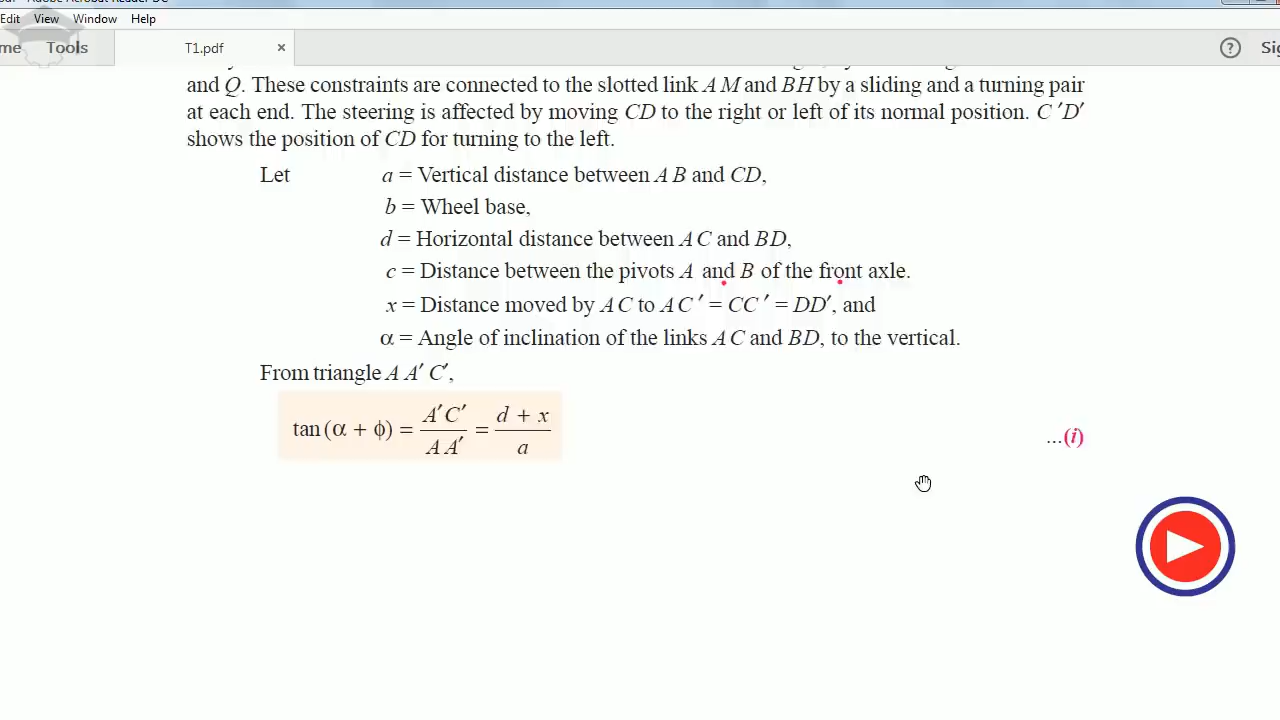 Edit View Window Help
Tools T1.pdf ×
and Q. These constraints are connected to the slotted link A M and BH by a sliding and a turning pair
at each end. The steering is affected by moving CD to the right or left of its normal position. C ′D′
shows the position of CD for turning to the left.
Let a = Vertical distance between A B and CD,
b = Wheel base,
d = Horizontal distance between A C and BD,
c = Distance between the pivots A and B of the front axle.
x = Distance moved by A C to A C ′ = CC ′ = DD′, and
α = Angle of inclination of the links A C and BD, to the vertical.
From triangle A A′ C′,
tan (α + ϕ) = A′C′ / A A′ = d + x / a ...(i)